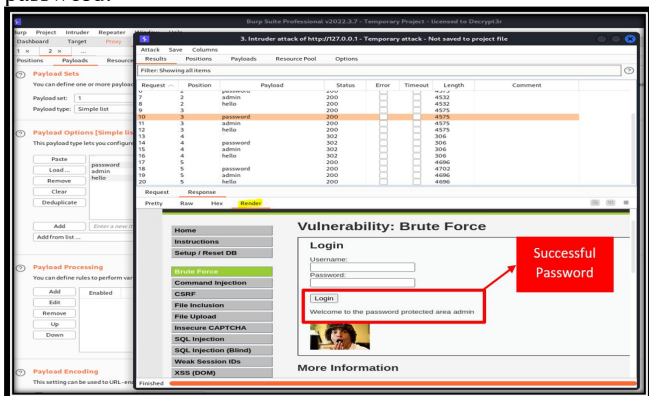 password.
Burp Suite Professional v2022.3.7 - Temporary Project - licensed to Decrypt3r
Burp Project Intruder Repeater Window Help
Dashboard Target Proxy
1 × 2 × ...
Positions Payloads Resource
3. Intruder attack of http://127.0.0.1 - Temporary attack - Not saved to project file
Attack Save Columns
Results Positions Payloads Resource Pool Options
Filter: Showing all items
Request Position Payload Status Error Timeout Length Comment
6 2 password 200 4575
7 2 admin 200 4532
8 2 hello 200 4532
9 3 200 4575
10 3 password 200 4575
11 3 admin 200 4575
12 3 hello 200 4575
13 4 302 306
14 4 password 302 306
15 4 admin 302 306
16 4 hello 302 306
17 5 200 4696
18 5 password 200 4702
19 5 admin 200 4696
20 5 hello 200 4696
Request Response
Pretty Raw Hex Render
Payload Sets
You can define one or more payload
Payload set: 1
Payload type: Simple list
Payload Options [Simple lis
This payload type lets you configure
Paste
Load ...
Remove
Clear
Deduplicate
password
admin
hello
Add
Enter a new it
Add from list ...
Payload Processing
You can define rules to perform var
Add
Edit
Remove
Up
Down
Enabled
Payload Encoding
This setting can be used to URL-en
Home
Instructions
Setup / Reset DB
Brute Force
Command Injection
CSRF
File Inclusion
File Upload
Insecure CAPTCHA
SQL Injection
SQL Injection (Blind)
Weak Session IDs
XSS (DOM)
Vulnerability: Brute Force
Login
Username:
Password:
Login
Welcome to the password protected area admin
More Information
Successful
Password
Finished